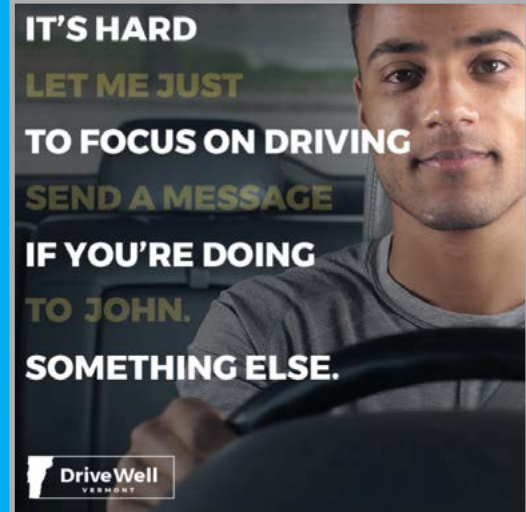 IT'S HARD
LET ME JUST
TO FOCUS ON DRIVING
SEND A MESSAGE
IF YOU'RE DOING
TO JOHN.
SOMETHING ELSE.
DriveWell
VERMONT